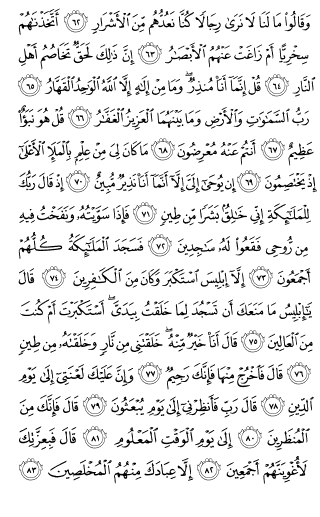 وَقَالُوا۟ مَا لَنَا لَا نَرَىٰ رِجَالًا كُنَّا نَعُدُّهُم مِّنَ ٱلْأَشْرَارِ ٦٢ أَتَّخَذْنَـٰهُمْ
سِخْرِيًّا أَمْ زَاغَتْ عَنْهُمُ ٱلْأَبْصَـٰرُ ٦٣ إِنَّ ذَٰلِكَ لَحَقٌّ تَخَاصُمُ أَهْلِ
ٱلنَّارِ ٦٤ قُلْ إِنَّمَآ أَنَا۠ مُنذِرٌ ۖ وَمَا مِنْ إِلَـٰهٍ إِلَّا ٱللَّهُ ٱلْوَٰحِدُ ٱلْقَهَّارُ ٦٥
رَبُّ ٱلسَّمَـٰوَٰتِ وَٱلْأَرْضِ وَمَا بَيْنَهُمَا ٱلْعَزِيزُ ٱلْغَفَّـٰرُ ٦٦ قُلْ هُوَ نَبَؤٌا۟
عَظِيمٌ ٦٧ أَنتُمْ عَنْهُ مُعْرِضُونَ ٦٨ مَا كَانَ لِىَ مِنْ عِلْمٍۭ بِٱلْمَلَإِ ٱلْأَعْلَىٰٓ
إِذْ يَخْتَصِمُونَ ٦٩ إِن يُوحَىٰٓ إِلَىَّ إِلَّآ أَنَّمَآ أَنَا۠ نَذِيرٌ مُّبِينٌ ٧٠ إِذْ قَالَ رَبُّكَ
لِلْمَلَـٰٓئِكَةِ إِنِّى خَـٰلِقٌۢ بَشَرًا مِّن طِينٍ ٧١ فَإِذَا سَوَّيْتُهُۥ وَنَفَخْتُ فِيهِ
مِن رُّوحِى فَقَعُوا۟ لَهُۥ سَـٰجِدِينَ ٧٢ فَسَجَدَ ٱلْمَلَـٰٓئِكَةُ كُلُّهُمْ
أَجْمَعُونَ ٧٣ إِلَّآ إِبْلِيسَ ٱسْتَكْبَرَ وَكَانَ مِنَ ٱلْكَـٰفِرِينَ ٧٤ قَالَ
يَـٰٓإِبْلِيسُ مَا مَنَعَكَ أَن تَسْجُدَ لِمَا خَلَقْتُ بِيَدَىَّ ۖ أَسْتَكْبَرْتَ أَمْ كُنتَ
مِنَ ٱلْعَالِينَ ٧٥ قَالَ أَنَا۠ خَيْرٌ مِّنْهُ ۖ خَلَقْتَنِى مِن نَّارٍ وَخَلَقْتَهُۥ مِن طِينٍ
٧٦ قَالَ فَٱخْرُجْ مِنْهَا فَإِنَّكَ رَجِيمٌ ٧٧ وَإِنَّ عَلَيْكَ لَعْنَتِىٓ إِلَىٰ يَوْمِ
ٱلدِّينِ ٧٨ قَالَ رَبِّ فَأَنظِرْنِىٓ إِلَىٰ يَوْمِ يُبْعَثُونَ ٧٩ قَالَ فَإِنَّكَ مِنَ
ٱلْمُنظَرِينَ ٨٠ إِلَىٰ يَوْمِ ٱلْوَقْتِ ٱلْمَعْلُومِ ٨١ قَالَ فَبِعِزَّتِكَ
لَأُغْوِيَنَّهُمْ أَجْمَعِينَ ٨٢ إِلَّا عِبَادَكَ مِنْهُمُ ٱلْمُخْلَصِينَ ٨٣